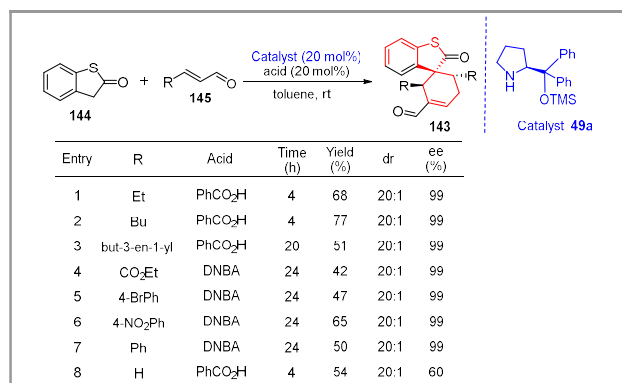 S
O
144
+
R
O
145
Catalyst (20 mol%)
acid (20 mol%)
toluene, rt
S
O
R
R
O
143
NH
Ph
Ph
OTMS
Catalyst 49a
Entry R Acid Time (h) Yield (%) dr ee (%)
1 Et PhCO₂H 4 68 20:1 99
2 Bu PhCO₂H 4 77 20:1 99
3 but-3-en-1-yl PhCO₂H 20 51 20:1 99
4 CO₂Et DNBA 24 42 20:1 99
5 4-BrPh DNBA 24 47 20:1 99
6 4-NO₂Ph DNBA 24 65 20:1 99
7 Ph DNBA 24 50 20:1 99
8 H PhCO₂H 4 54 20:1 60